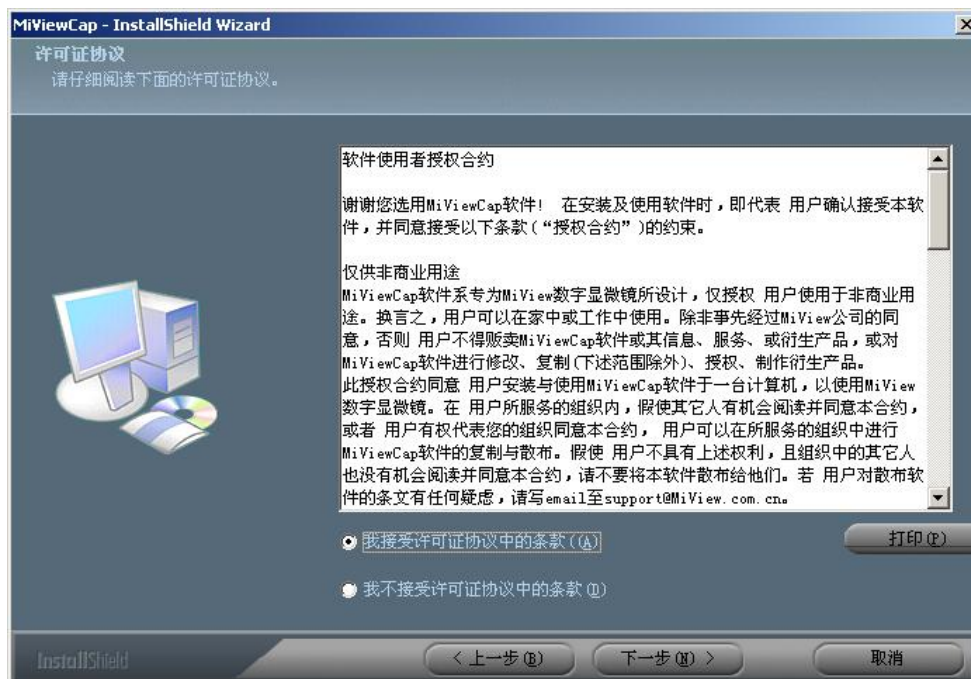 MiViewCap - InstallShield Wizard
许可证协议
请仔细阅读下面的许可证协议。
软件使用者授权合约
谢谢您选用MiViewCap软件! 在安装及使用软件时，即代表 用户确认接受本软
件，并同意接受以下条款(“授权合约”)的约束。
仅供非商业用途
MiViewCap软件系专为MiView数字显微镜所设计，仅授权 用户使用于非商业用
途。换言之，用户可以在家中或工作中使用。除非事先经过MiView公司的同
意，否则 用户不得贩卖MiViewCap软件或其信息、服务、或衍生产品，或对
MiViewCap软件进行修改、复制(下述范围除外)、授权、制作衍生产品。
此授权合约同意 用户安装与使用MiViewCap软件于一台计算机，以使用MiView
数字显微镜。在 用户所服务的组织内，假使其它人有机会阅读并同意本合约，
或者 用户有权代表您的组织同意本合约， 用户可以在所服务的组织中进行
MiViewCap软件的复制与散布。假使 用户不具有上述权利，且组织中的其它人
也没有机会阅读并同意本合约，请不要将本软件散布给他们。若 用户对散布软
件的条文有任何疑虑，请写email至support@MiView.com.cn。
我接受许可证协议中的条款((A)
打印(P)
我不接受许可证协议中的条款(D)
InstallShield
< 上一步(B)
下一步(N) >
取消